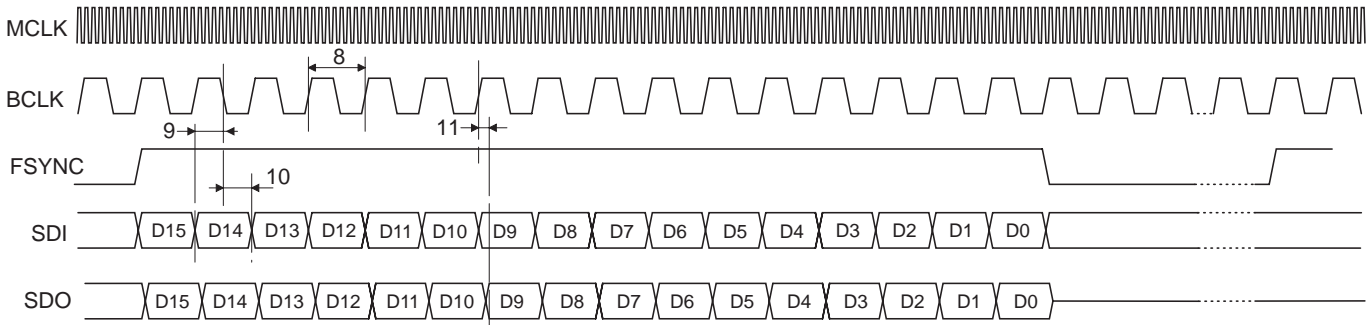 MCLK
8
BCLK
9
11
FSYNC
10
SDI D15 D14 D13 D12 D11 D10 D9 D8 D7 D6 D5 D4 D3 D2 D1 D0
SDO D15 D14 D13 D12 D11 D10 D9 D8 D7 D6 D5 D4 D3 D2 D1 D0